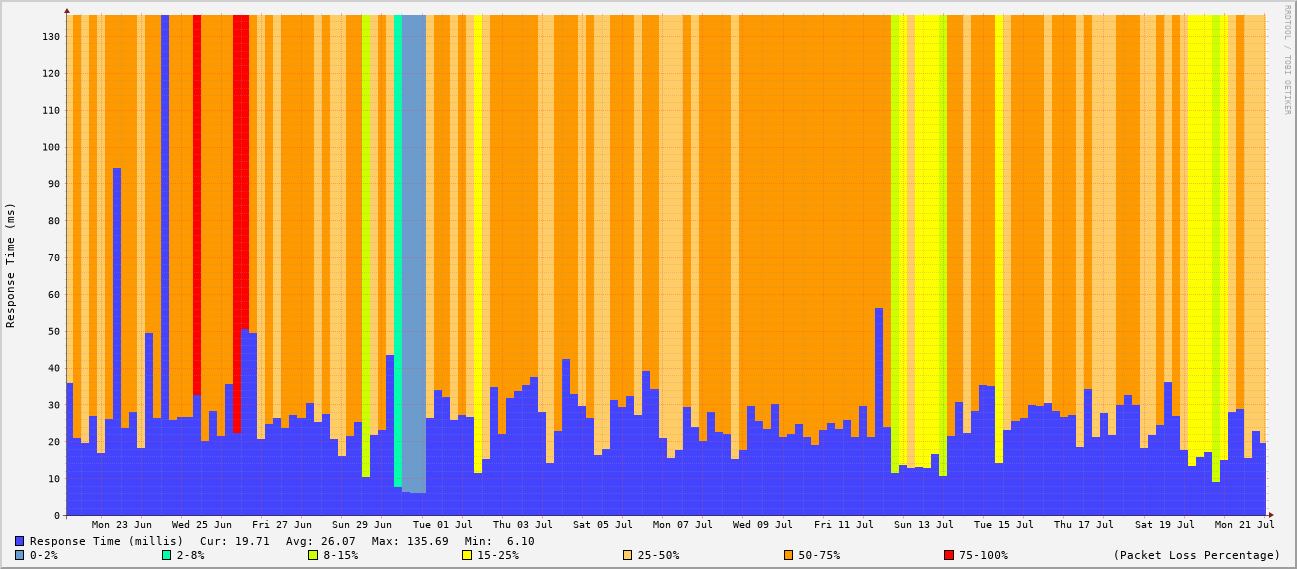 RRDTOOL / TOBI OETIKER
Response Time (ms)
130
120
110
100
90
80
70
60
50
40
30
20
10
0
Mon 23 Jun Wed 25 Jun Fri 27 Jun Sun 29 Jun Tue 01 Jul Thu 03 Jul Sat 05 Jul Mon 07 Jul Wed 09 Jul Fri 11 Jul Sun 13 Jul Tue 15 Jul Thu 17 Jul Sat 19 Jul Mon 21 Jul
Response Time (millis) Cur: 19.71 Avg: 26.07 Max: 135.69 Min: 6.10
0-2% 2-8% 8-15% 15-25% 25-50% 50-75% 75-100% (Packet Loss Percentage)